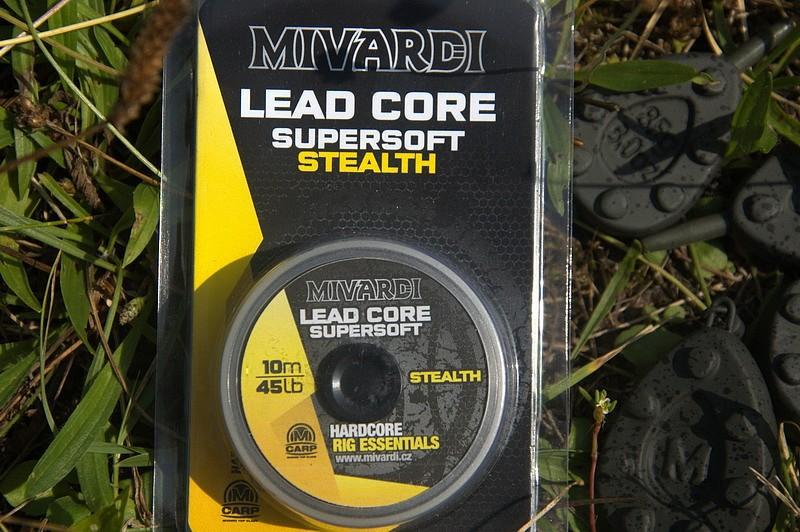 MIVARDI
LEAD CORE
SUPERSOFT
STEALTH
MIVARDI
LEAD CORE
SUPERSOFT
10m
45lb
STEALTH
HARDCORE
RIG ESSENTIALS
www.mivardi.cz
M
CARP
M
CARP
M